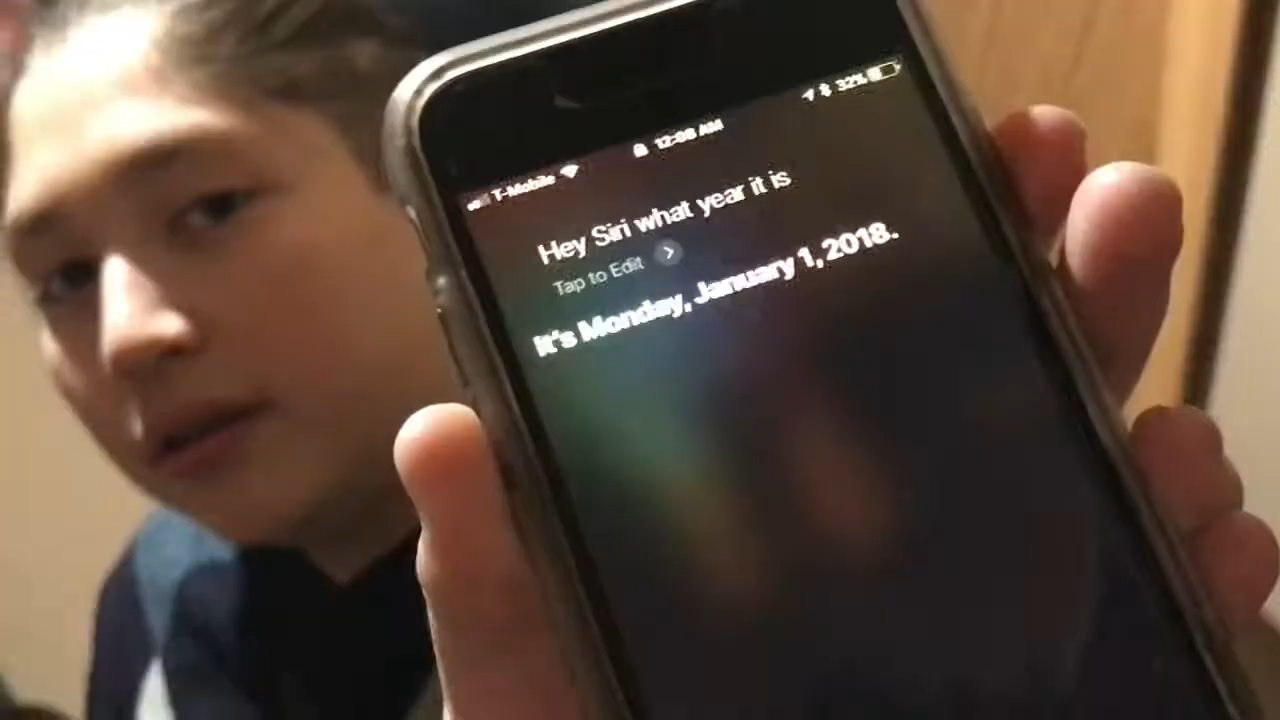 T-Mobile 12:08 AM 32%
Hey Siri what year it is
Tap to Edit
It's Monday, January 1, 2018.